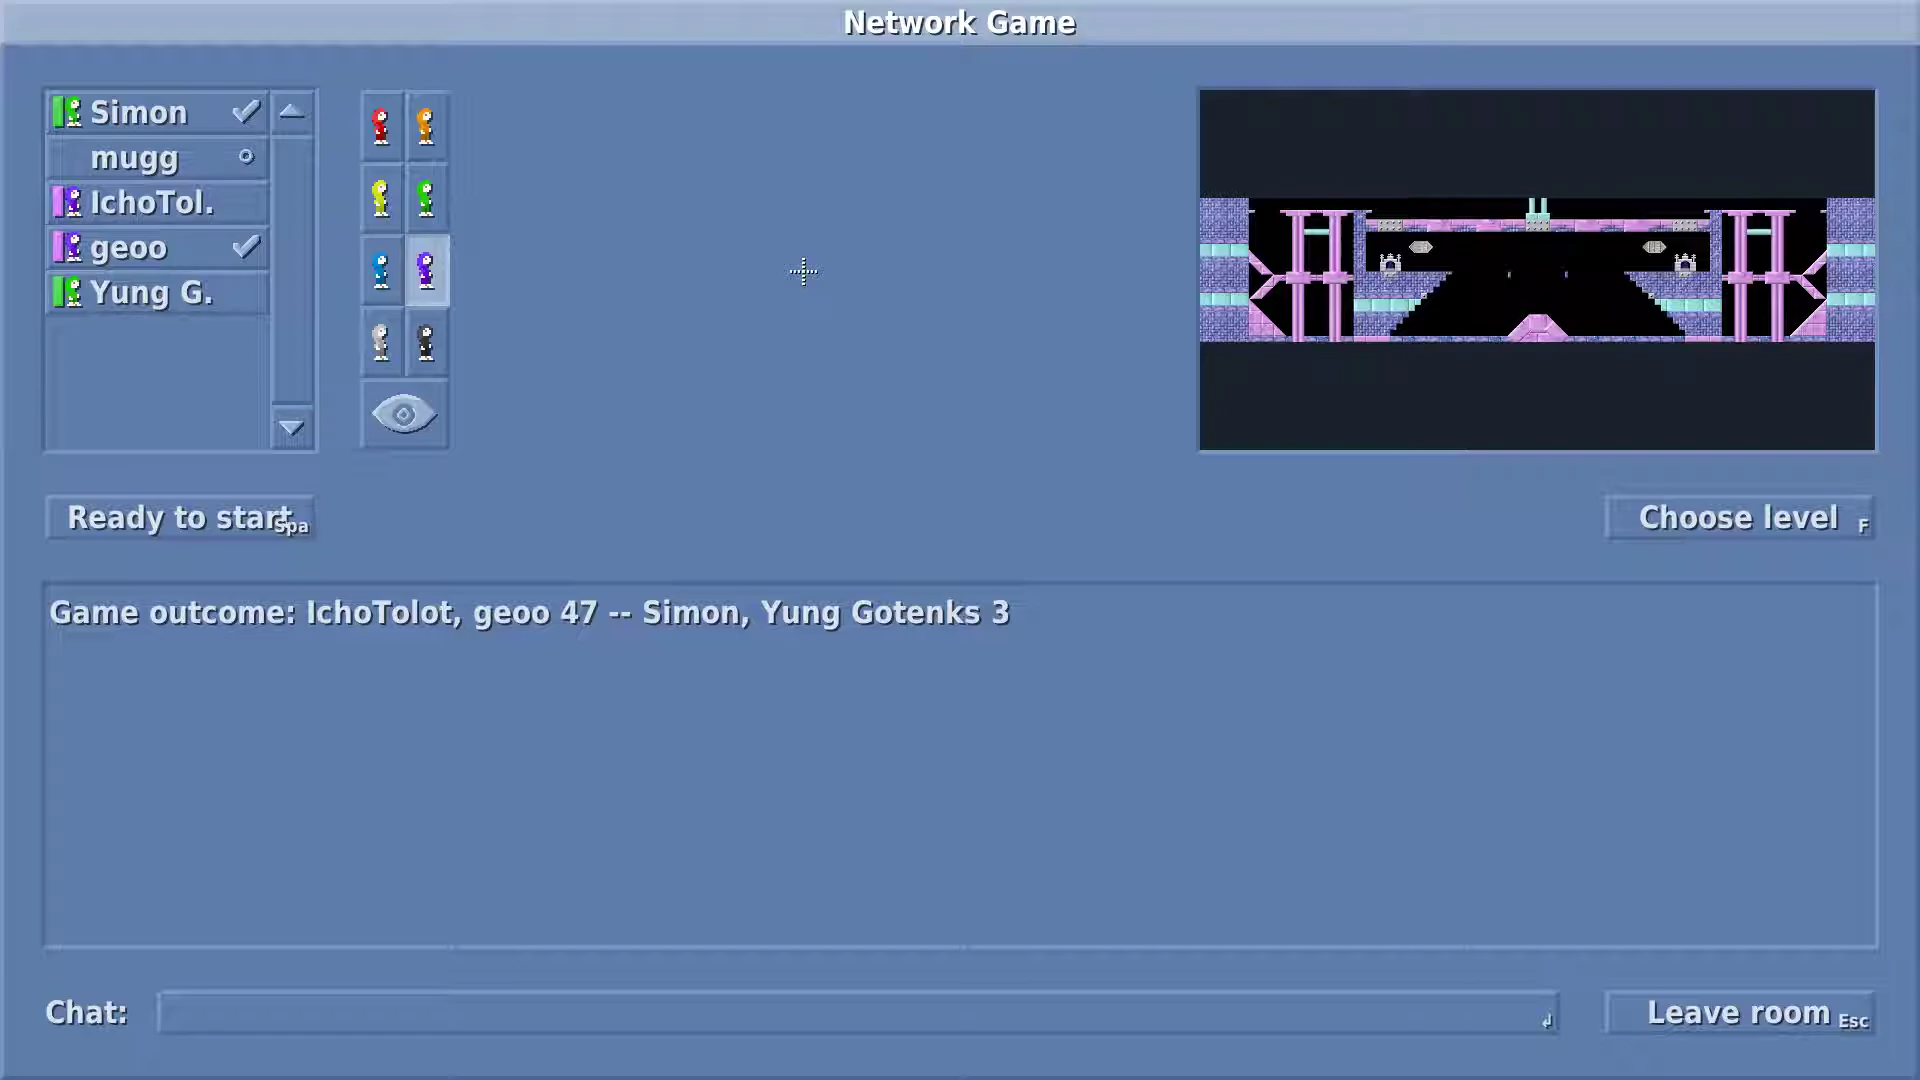 Network Game
Simon
mugg
IchoTol.
geoo
Yung G.
Ready to start Spa
Choose level F
Game outcome: IchoTolot, geoo 47 -- Simon, Yung Gotenks 3
Chat:
Leave room Esc